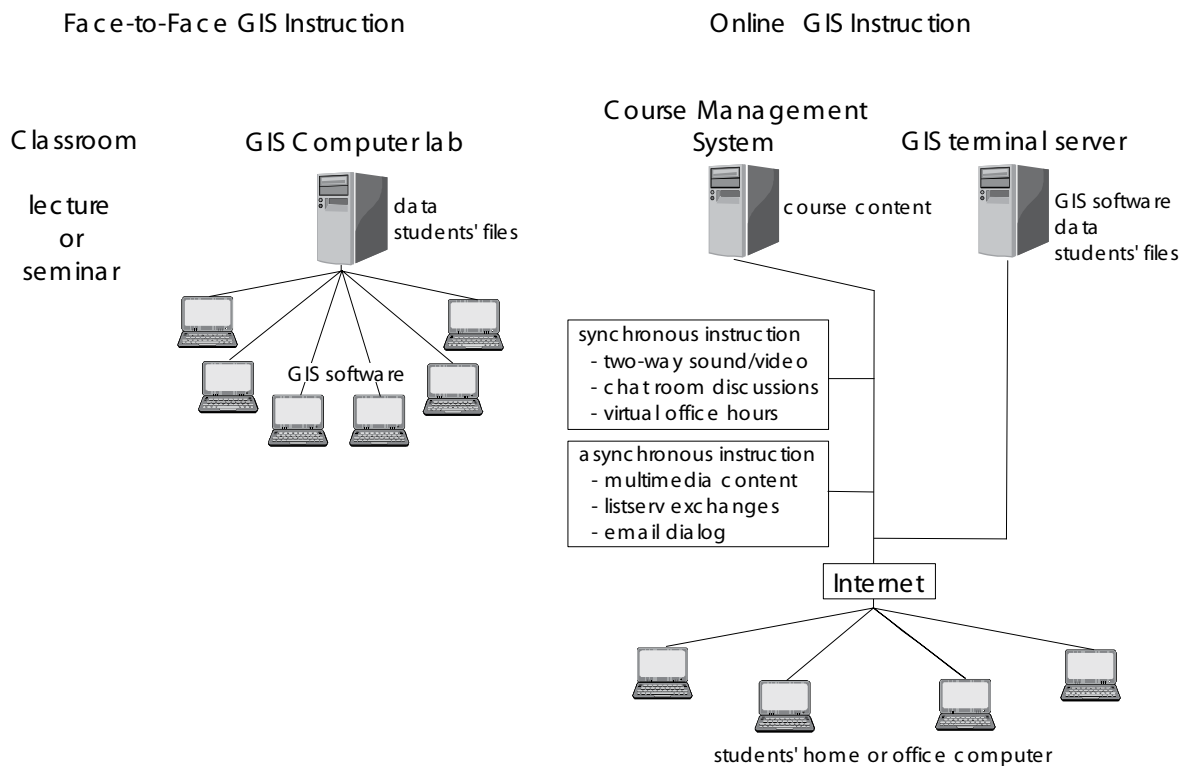 Face-to-Face GIS Instruction
Online GIS Instruction
Classroom
lecture
or
seminar
GIS Computer lab
data
students' files
GIS software
Course Management
System
course content
GIS terminal server
GIS software
data
students' files
synchronous instruction
- two-way sound/video
- chat room discussions
- virtual office hours
asynchronous instruction
- multimedia content
- listserv exchanges
- email dialog
Internet
students' home or office computer